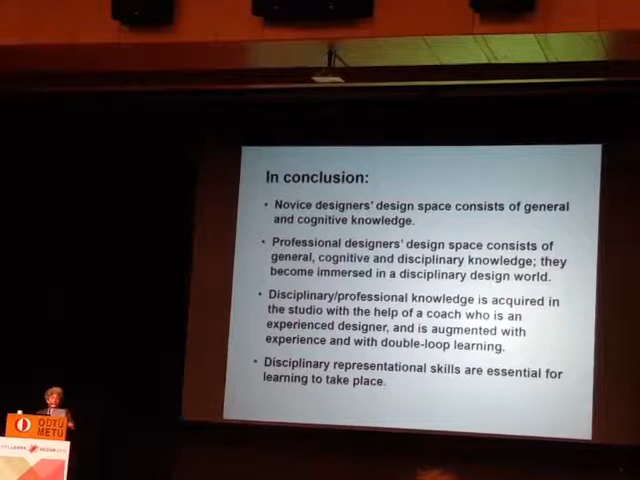 In conclusion:
• Novice designers' design space consists of general
and cognitive knowledge.
• Professional designers' design space consists of
general, cognitive and disciplinary knowledge; they
become immersed in a disciplinary design world.
• Disciplinary/professional knowledge is acquired in
the studio with the help of a coach who is an
experienced designer, and is augmented with
experience and with double-loop learning.
• Disciplinary representational skills are essential for
learning to take place.
ODTÜ
METU